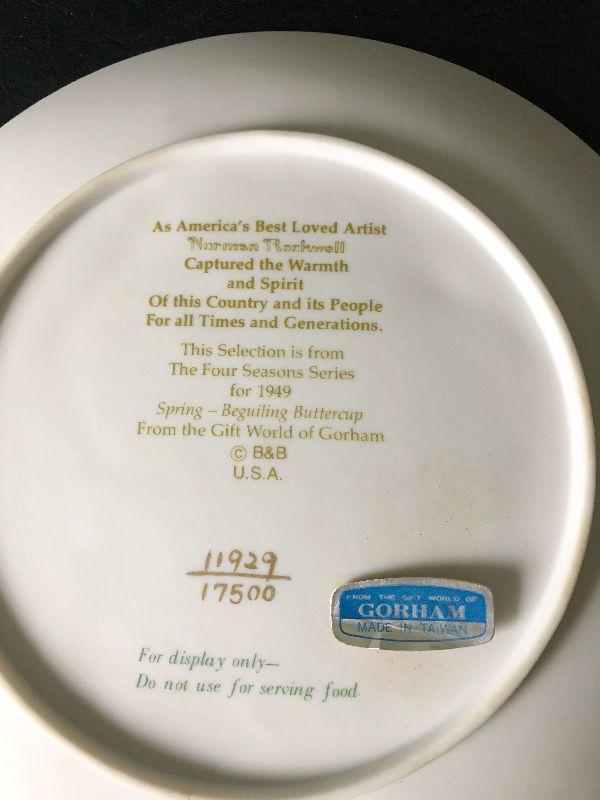 As America's Best Loved Artist
Norman Rockwell
Captured the Warmth
and Spirit
Of this Country and its People
For all Times and Generations.
This Selection is from
The Four Seasons Series
for 1949
Spring – Beguiling Buttercup
From the Gift World of Gorham
© B&B
U.S.A.
11929
17500
FROM THE GIFT WORLD OF
GORHAM
MADE IN TAIWAN
For display only—
Do not use for serving food